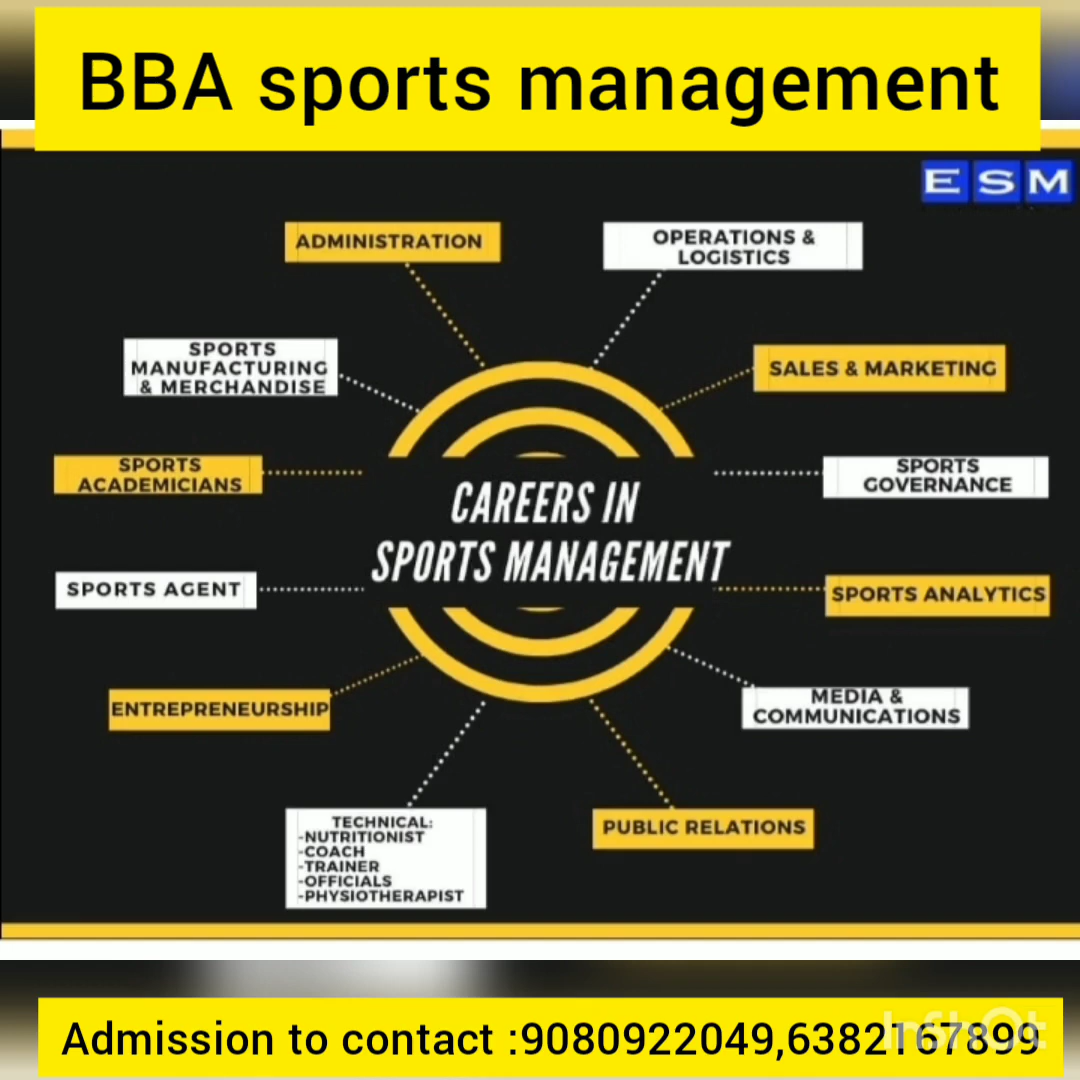 BBA sports management
ESM
ADMINISTRATION
OPERATIONS &
LOGISTICS
SPORTS
MANUFACTURING
& MERCHANDISE
SALES & MARKETING
SPORTS
ACADEMICIANS
SPORTS
GOVERNANCE
CAREERS IN
SPORTS MANAGEMENT
SPORTS AGENT
SPORTS ANALYTICS
ENTREPRENEURSHIP
MEDIA &
COMMUNICATIONS
TECHNICAL:
-NUTRITIONIST
-COACH
-TRAINER
-OFFICIALS
-PHYSIOTHERAPIST
PUBLIC RELATIONS
Admission to contact :9080922049,6382167899
InShOt